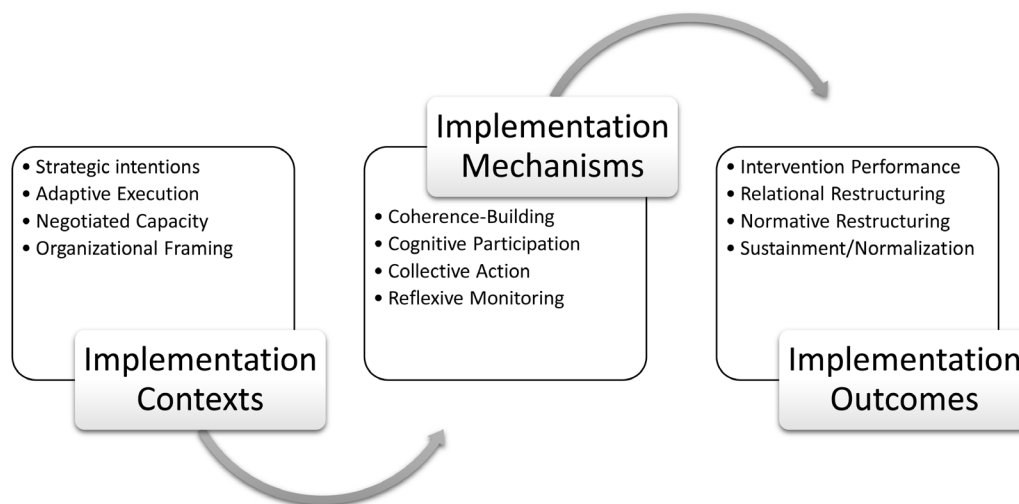 • Strategic intentions
• Adaptive Execution
• Negotiated Capacity
• Organizational Framing
Implementation
Contexts
Implementation
Mechanisms
• Coherence-Building
• Cognitive Participation
• Collective Action
• Reflexive Monitoring
• Intervention Performance
• Relational Restructuring
• Normative Restructuring
• Sustainment/Normalization
Implementation
Outcomes